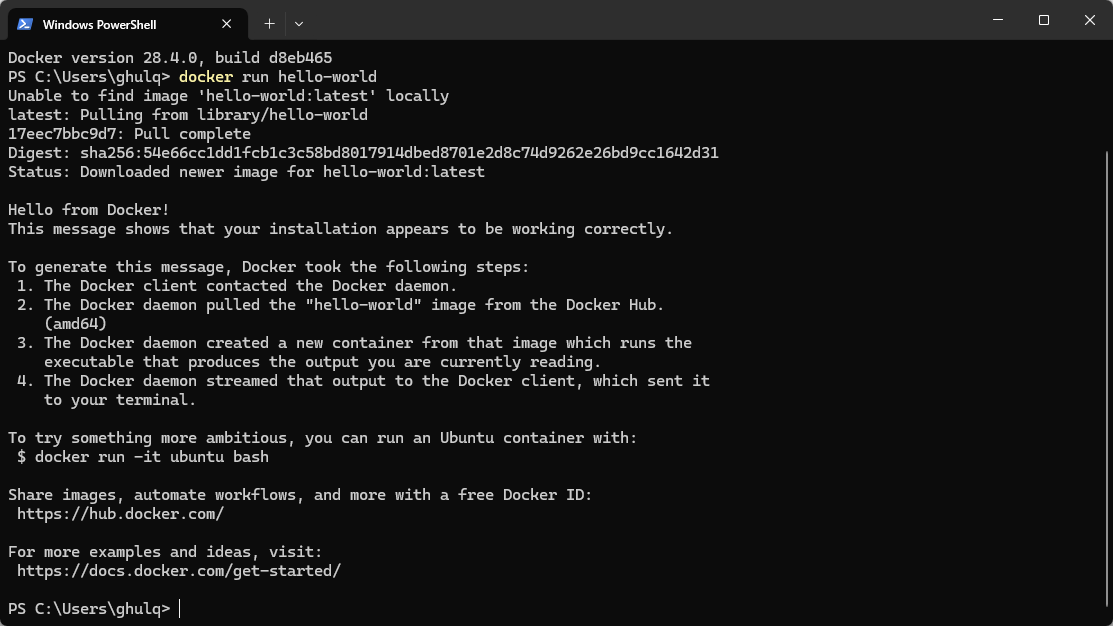 Windows PowerShell
Docker version 28.4.0, build d8eb465
PS C:\Users\ghulq> docker run hello-world
Unable to find image 'hello-world:latest' locally
latest: Pulling from library/hello-world
17eec7bbc9d7: Pull complete
Digest: sha256:54e66cc1dd1fcb1c3c58bd8017914dbed8701e2d8c74d9262e26bd9cc1642d31
Status: Downloaded newer image for hello-world:latest
Hello from Docker!
This message shows that your installation appears to be working correctly.
To generate this message, Docker took the following steps:
1. The Docker client contacted the Docker daemon.
2. The Docker daemon pulled the "hello-world" image from the Docker Hub.
(amd64)
3. The Docker daemon created a new container from that image which runs the
executable that produces the output you are currently reading.
4. The Docker daemon streamed that output to the Docker client, which sent it
to your terminal.
To try something more ambitious, you can run an Ubuntu container with:
$ docker run -it ubuntu bash
Share images, automate workflows, and more with a free Docker ID:
https://hub.docker.com/
For more examples and ideas, visit:
https://docs.docker.com/get-started/
PS C:\Users\ghulq>